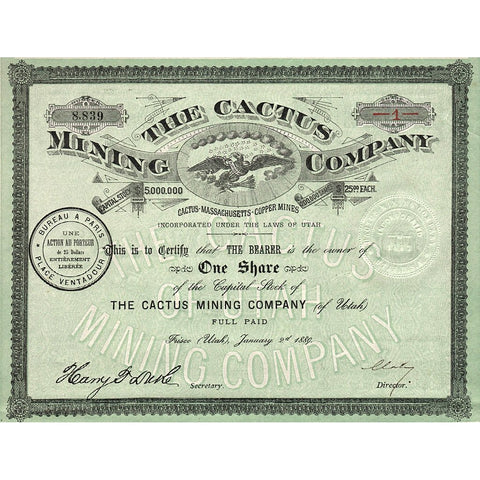 8.839
—1—
THE CACTUS
MINING COMPANY
CAPITAL STOCK $5,000,000
$25.00 EACH.
CACTUS-MASSACHUSETTS-COPPER MINES
INCORPORATED UNDER THE LAWS OF UTAH
BUREAU A PARIS
UNE
ACTION AU PORTEUR
de 25 Dollars
ENTIÈREMENT
LIBÉRÉE
PLACE VENTADOUR
This is to Certify that THE BEARER is the owner of
One Share
of the Capital Stock of
THE CACTUS MINING COMPANY (of Utah)
FULL PAID
Frisco (Utah), January 2d 1889.
Secretary.
Director.
OF UTAH
MINING COMPANY